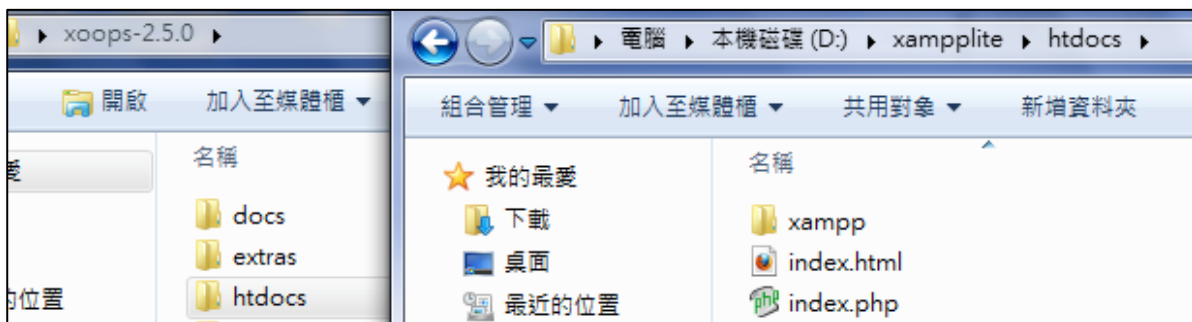 xoops-2.5.0
開啟 加入至媒體櫃
名稱
docs
extras
htdocs
的位置
電腦 本機磁碟 (D:) xampplite htdocs
組合管理 加入至媒體櫃 共用對象 新增資料夾
我的最愛
下載
桌面
最近的位置
名稱
xampp
index.html
index.php